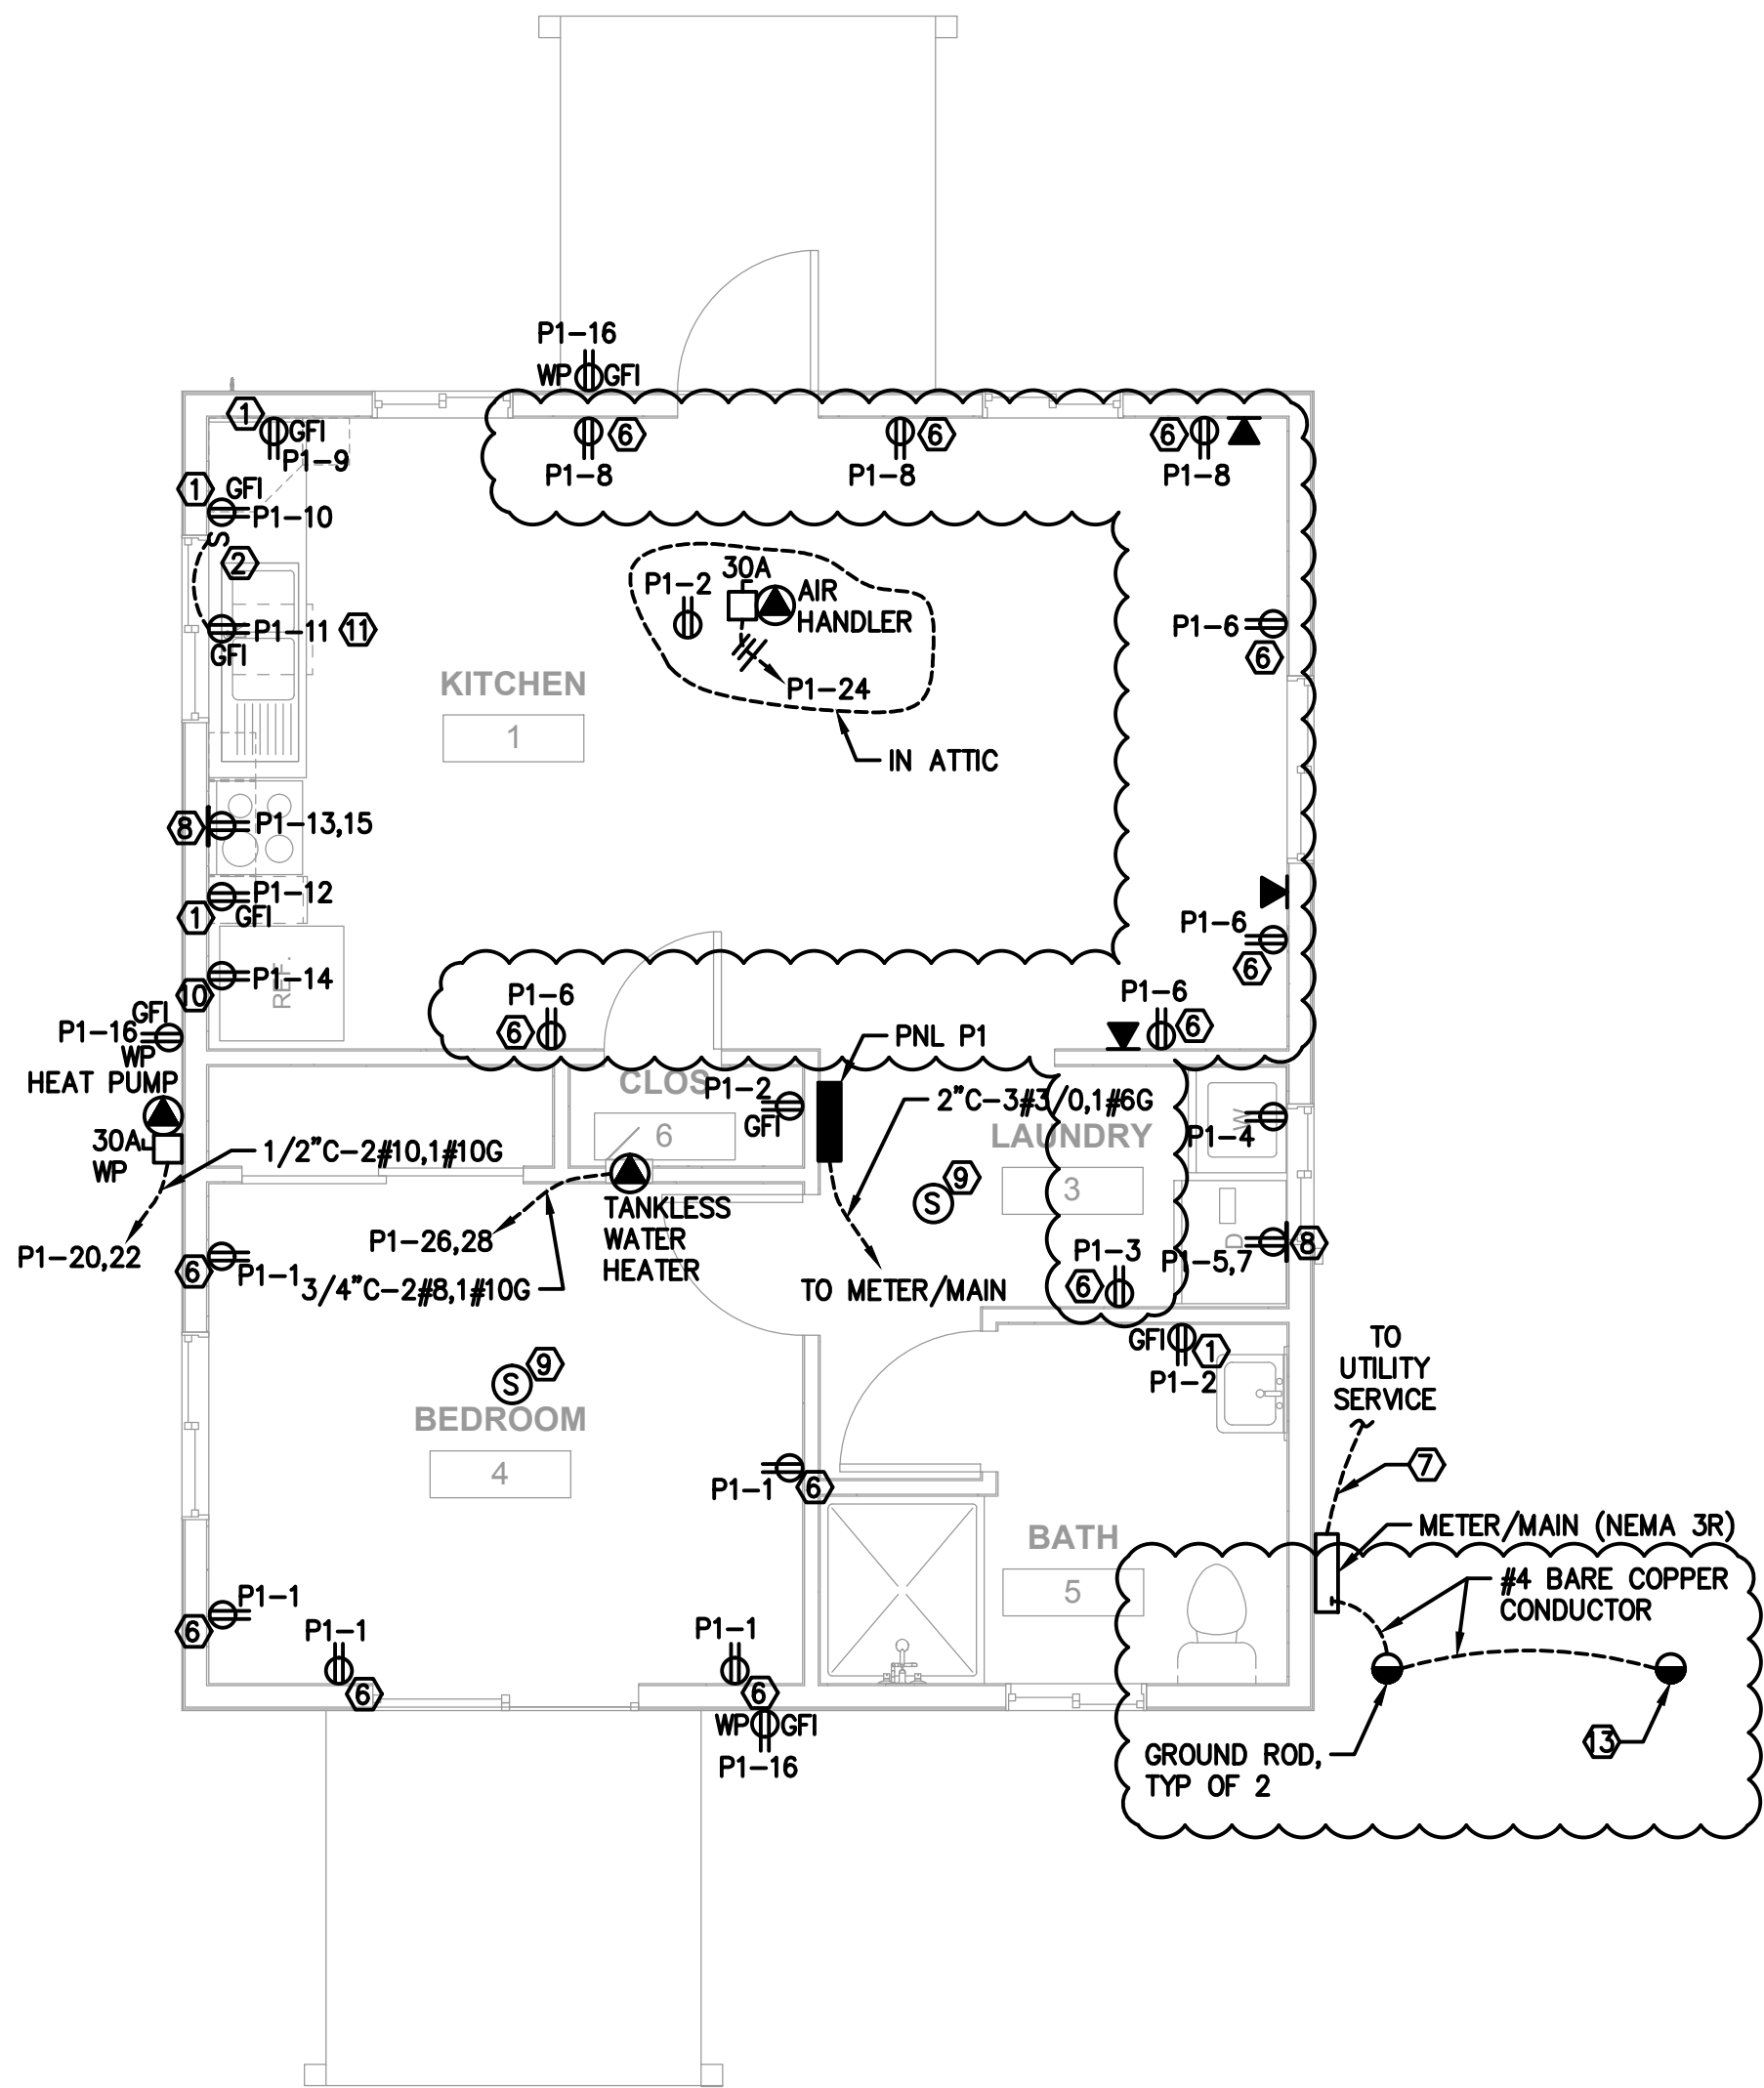 P1-16
WP GFI
1
GFI
P1-9
6
P1-8
6
P1-8
6
P1-8
1
GFI
P1-10
S
2
P1-11
11
GFI
P1-2
30A
AIR
HANDLER
P1-24
IN ATTIC
P1-6
6
KITCHEN
1
8
P1-13,15
P1-12
1
GFI
REF.
P1-14
10
P1-6
6
P1-6
6
P1-6
6
GFI
P1-16
WP
HEAT PUMP
30A
WP
1/2"C-2#10,1#10G
P1-20,22
PNL P1
CLOS
6
P1-2
GFI
2"C-3#3/0,1#6G
LAUNDRY
3
W
P1-4
9
S
TANKLESS
WATER
HEATER
P1-26,28
3/4"C-2#8,1#10G
6
P1-1
TO METER/MAIN
P1-3
6
D
P1-5,7
8
GFI
1
P1-2
9
S
BEDROOM
4
P1-1
6
TO
UTILITY
SERVICE
7
METER/MAIN (NEMA 3R)
#4 BARE COPPER
CONDUCTOR
BATH
5
P1-1
6
P1-1
6
P1-1
6
WP GFI
P1-16
GROUND ROD,
TYP OF 2
13